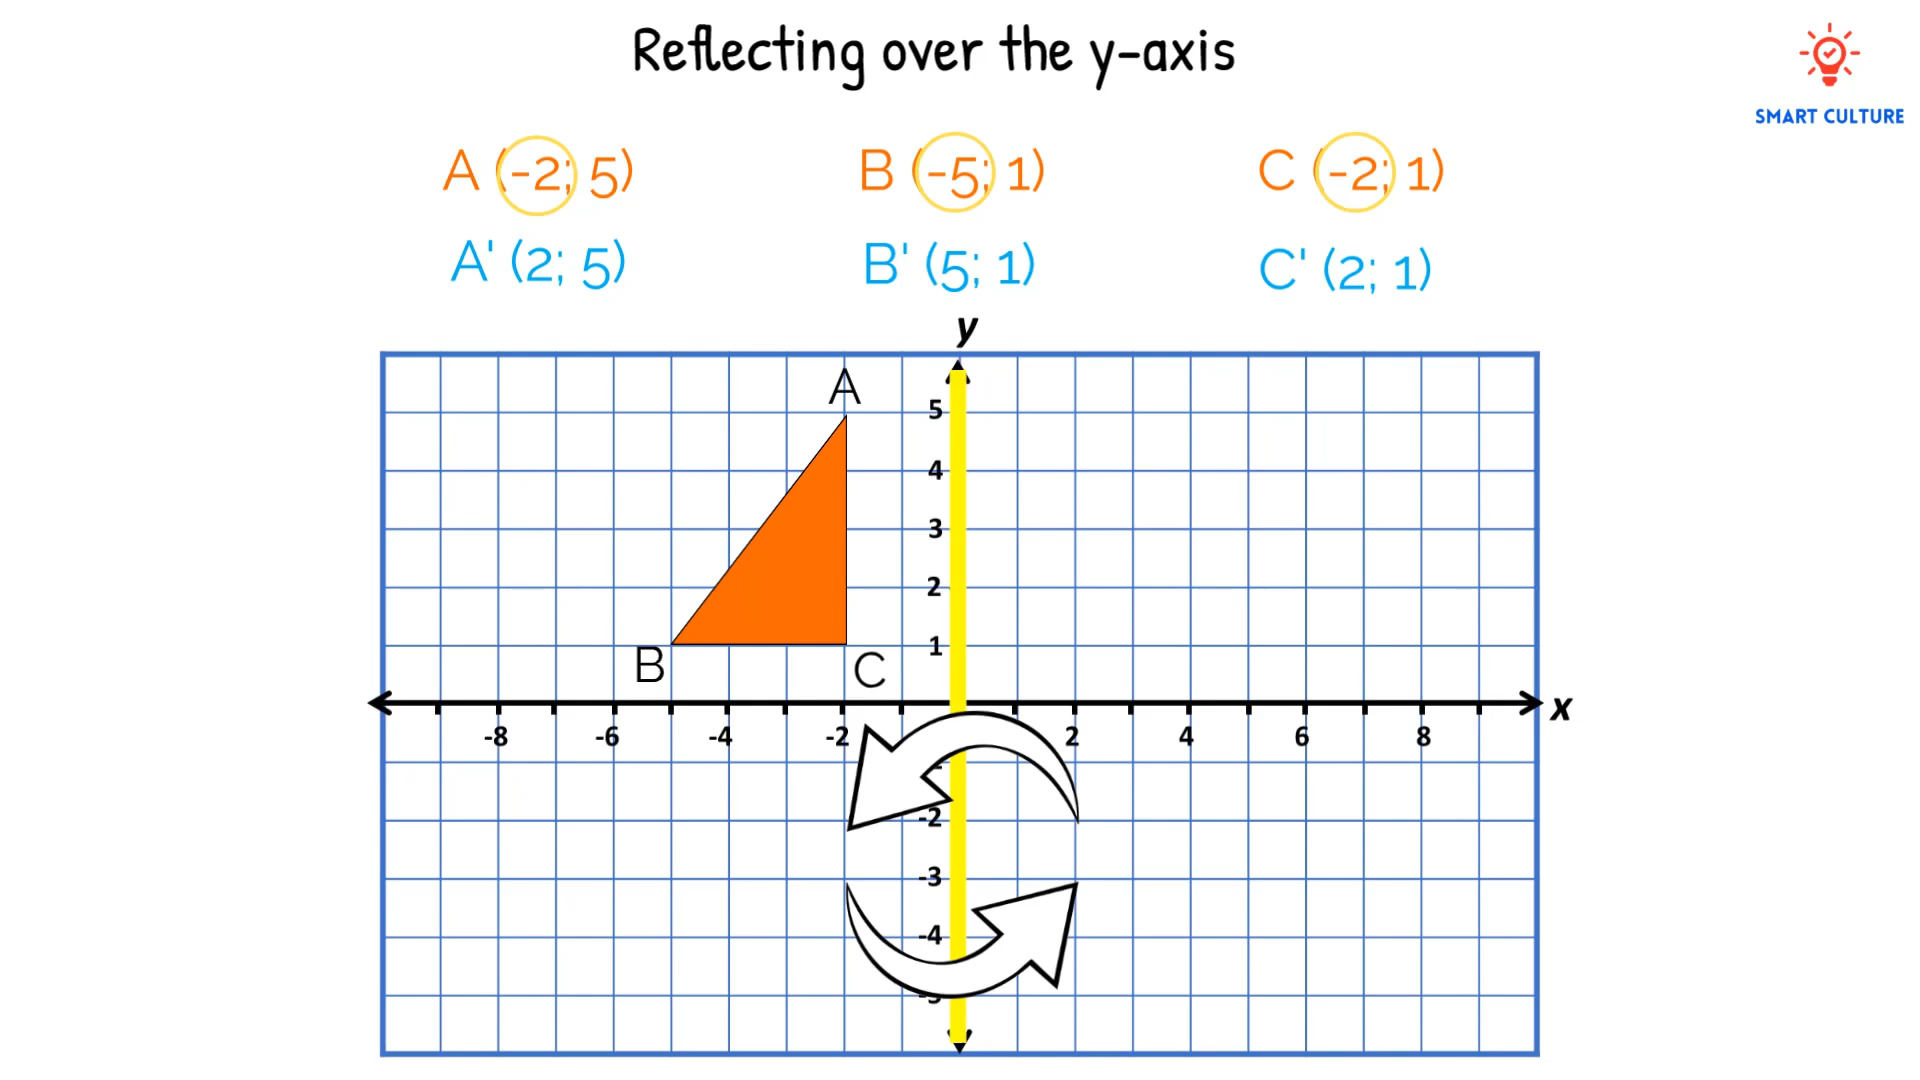 Reflecting over the y-axis
SMART CULTURE
A (-2; 5) B (-5; 1) C (-2; 1)
A' (2; 5) B' (5; 1) C' (2; 1)
y
A
5
4
3
2
1
B C
x
-8 -6 -4 -2 2 4 6 8
-2
-3
-4